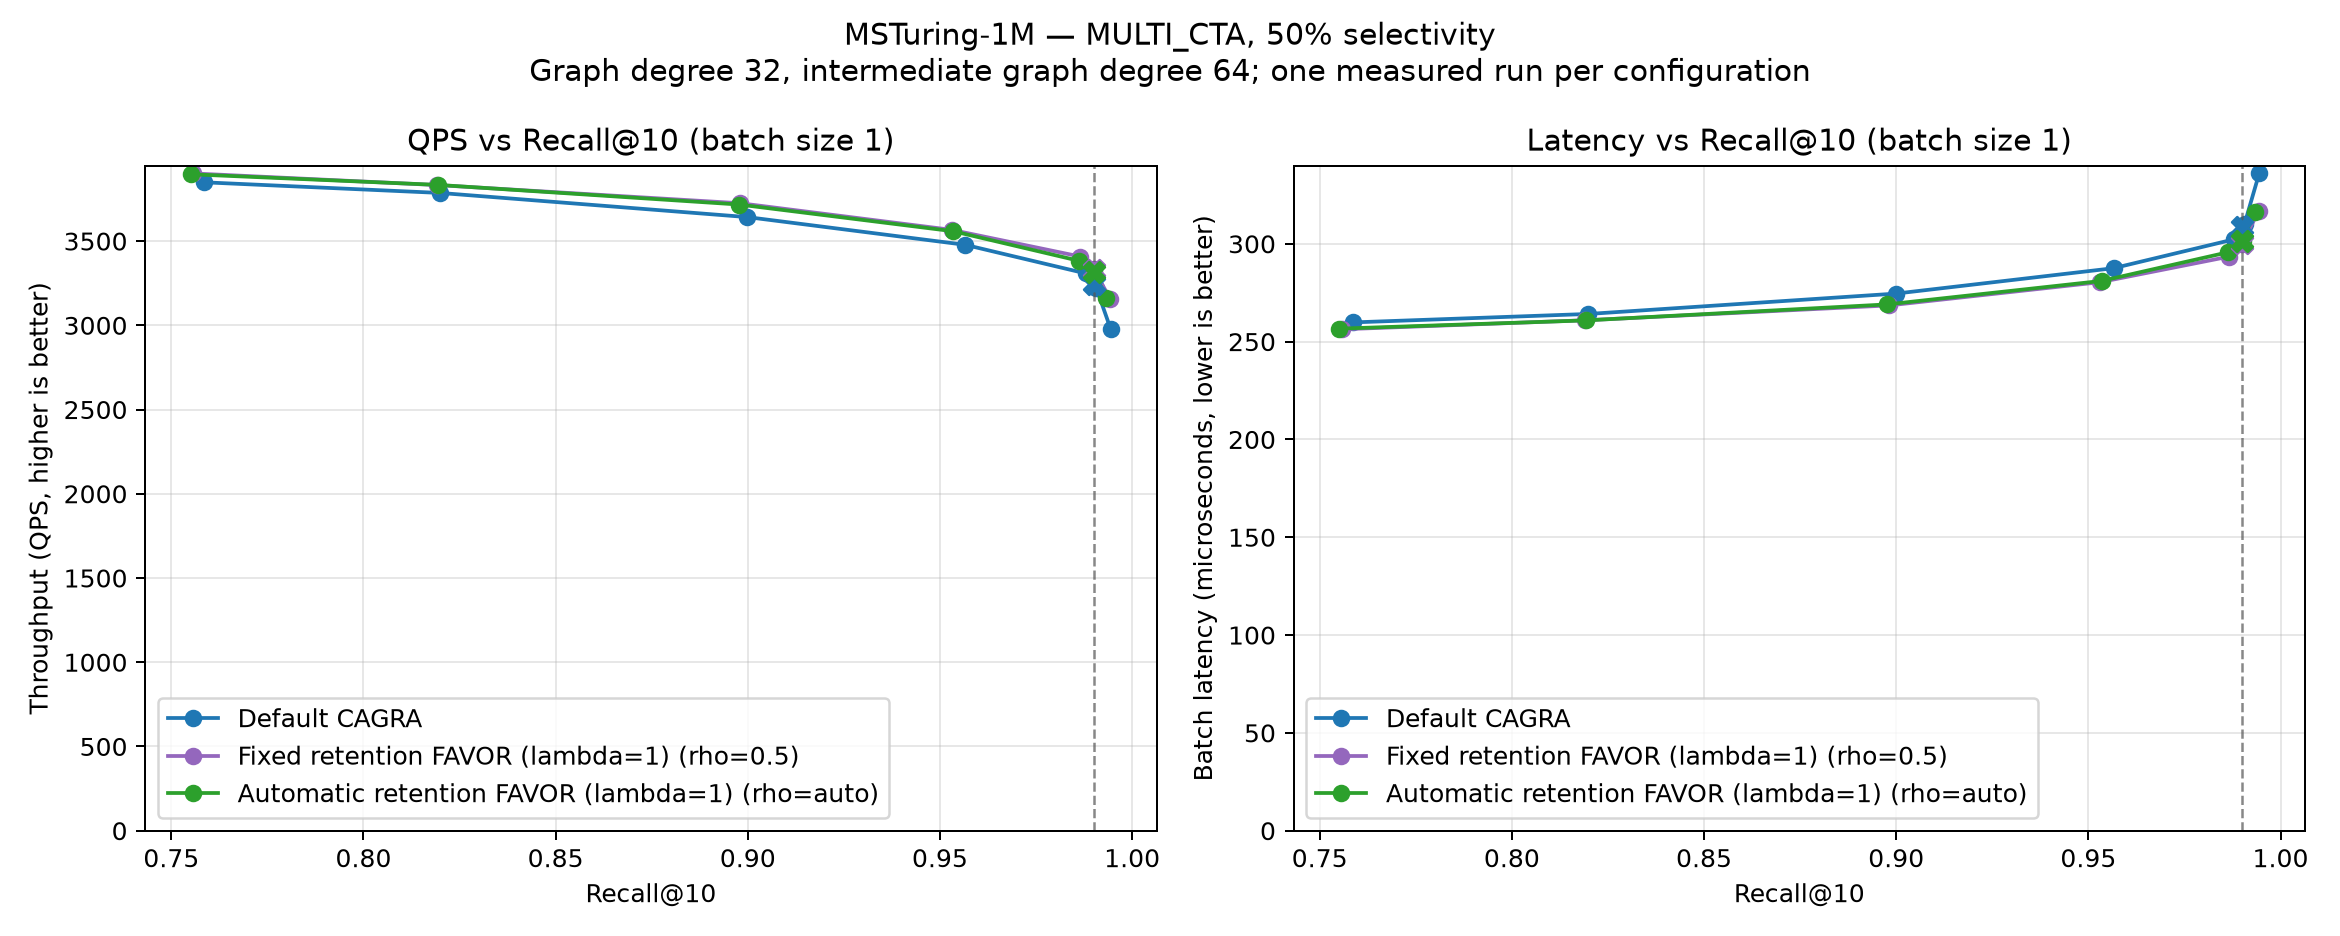 MSTuring-1M — MULTI_CTA, 50% selectivity
Graph degree 32, intermediate graph degree 64; one measured run per configuration
QPS vs Recall@10 (batch size 1)
Throughput (QPS, higher is better)
3500
3000
2500
2000
1500
1000
500
0
Default CAGRA
Fixed retention FAVOR (lambda=1) (rho=0.5)
Automatic retention FAVOR (lambda=1) (rho=auto)
0.75 0.80 0.85 0.90 0.95 1.00
Recall@10
Latency vs Recall@10 (batch size 1)
Batch latency (microseconds, lower is better)
300
250
200
150
100
50
0
Default CAGRA
Fixed retention FAVOR (lambda=1) (rho=0.5)
Automatic retention FAVOR (lambda=1) (rho=auto)
0.75 0.80 0.85 0.90 0.95 1.00
Recall@10